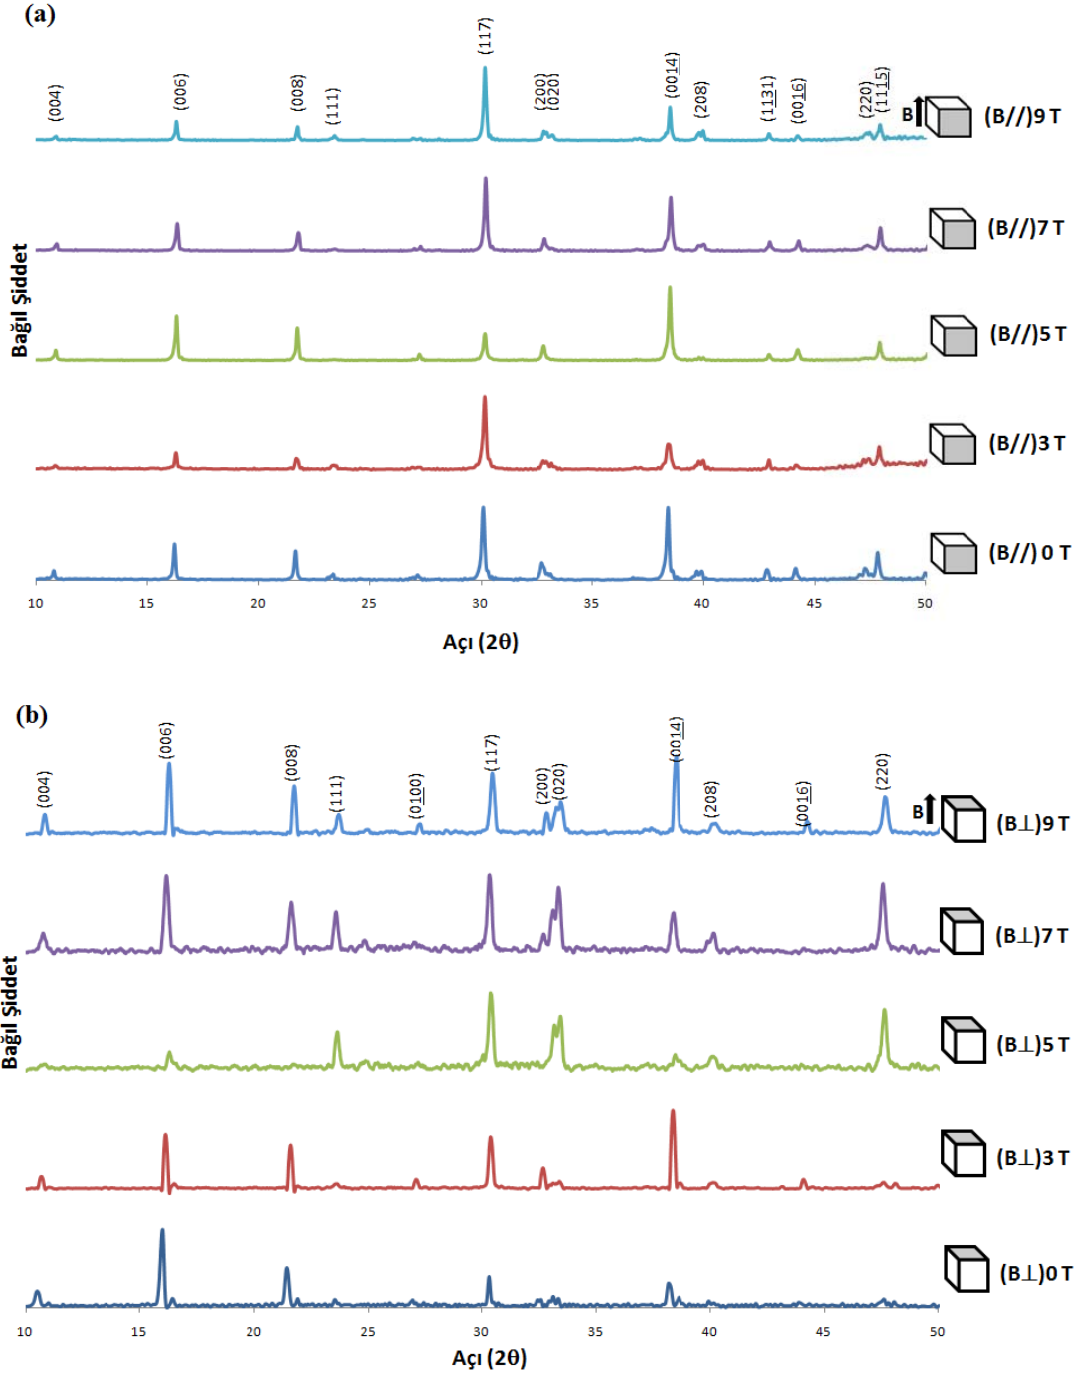 (a)
(004)
(006)
(008)
(111)
(117)
(200)
(020)
(0014)
(208)
(1131)
(0016)
(220)
(1115)
B
(B//)9 T
(B//)7 T
(B//)5 T
(B//)3 T
(B//) 0 T
Bağıl Şiddet
10 15 20 25 30 35 40 45 50
Açı (2θ)
(b)
(004)
(006)
(008)
(111)
(0100)
(117)
(200)
(020)
(0014)
(208)
(0016)
(220)
B
(B⊥)9 T
(B⊥)7 T
(B⊥)5 T
(B⊥)3 T
(B⊥)0 T
Bağıl Şiddet
10 15 20 25 30 35 40 45 50
Açı (2θ)